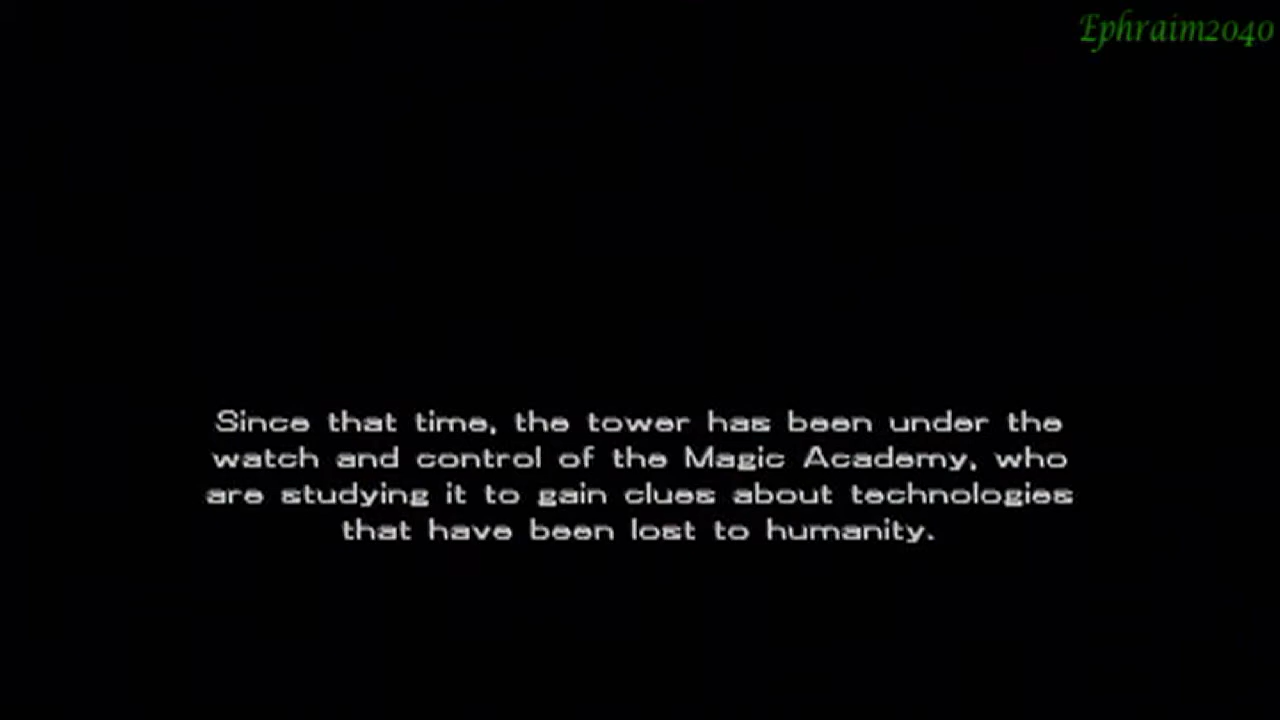 Ephraim2040
Since that time, the tower has been under the
watch and control of the Magic Academy, who
are studying it to gain clues about technologies
that have been lost to humanity.